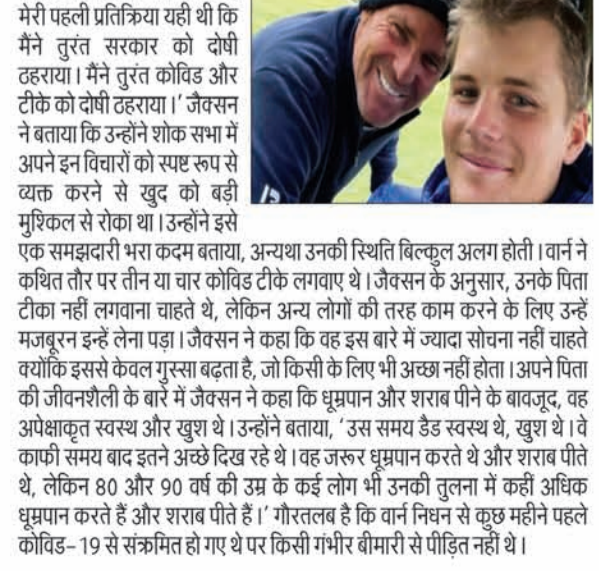 मेरी पहली प्रतिक्रिया यही थी कि
मैंने तुरंत सरकार को दोषी
ठहराया। मैंने तुरंत कोविड और
टीके को दोषी ठहराया।' जैक्सन
ने बताया कि उन्होंने शोक सभा में
अपने इन विचारों को स्पष्ट रूप से
व्यक्त करने से खुद को बड़ी
मुश्किल से रोका था। उन्होंने इसे
एक समझदारी भरा कदम बताया, अन्यथा उनकी स्थिति बिल्कुल अलग होती। वार्न ने
कथित तौर पर तीन या चार कोविड टीके लगवाए थे। जैक्सन के अनुसार, उनके पिता
टीका नहीं लगवाना चाहते थे, लेकिन अन्य लोगों की तरह काम करने के लिए उन्हें
मजबूरन इन्हें लेना पड़ा। जैक्सन ने कहा कि वह इस बारे में ज्यादा सोचना नहीं चाहते
क्योंकि इससे केवल गुस्सा बढ़ता है, जो किसी के लिए भी अच्छा नहीं होता। अपने पिता
की जीवनशैली के बारे में जैक्सन ने कहा कि धूम्रपान और शराब पीने के बावजूद, वह
अपेक्षाकृत स्वस्थ और खुश थे। उन्होंने बताया, 'उस समय डैड स्वस्थ थे, खुश थे। वे
काफी समय बाद इतने अच्छे दिख रहे थे। वह जरूर धूम्रपान करते थे और शराब पीते
थे, लेकिन 80 और 90 वर्ष की उम्र के कई लोग भी उनकी तुलना में कहीं अधिक
धूम्रपान करते हैं और शराब पीते हैं।' गौरतलब है कि वार्न निधन से कुछ महीने पहले
कोविड-19 से संक्रमित हो गए थे पर किसी गंभीर बीमारी से पीड़ित नहीं थे।